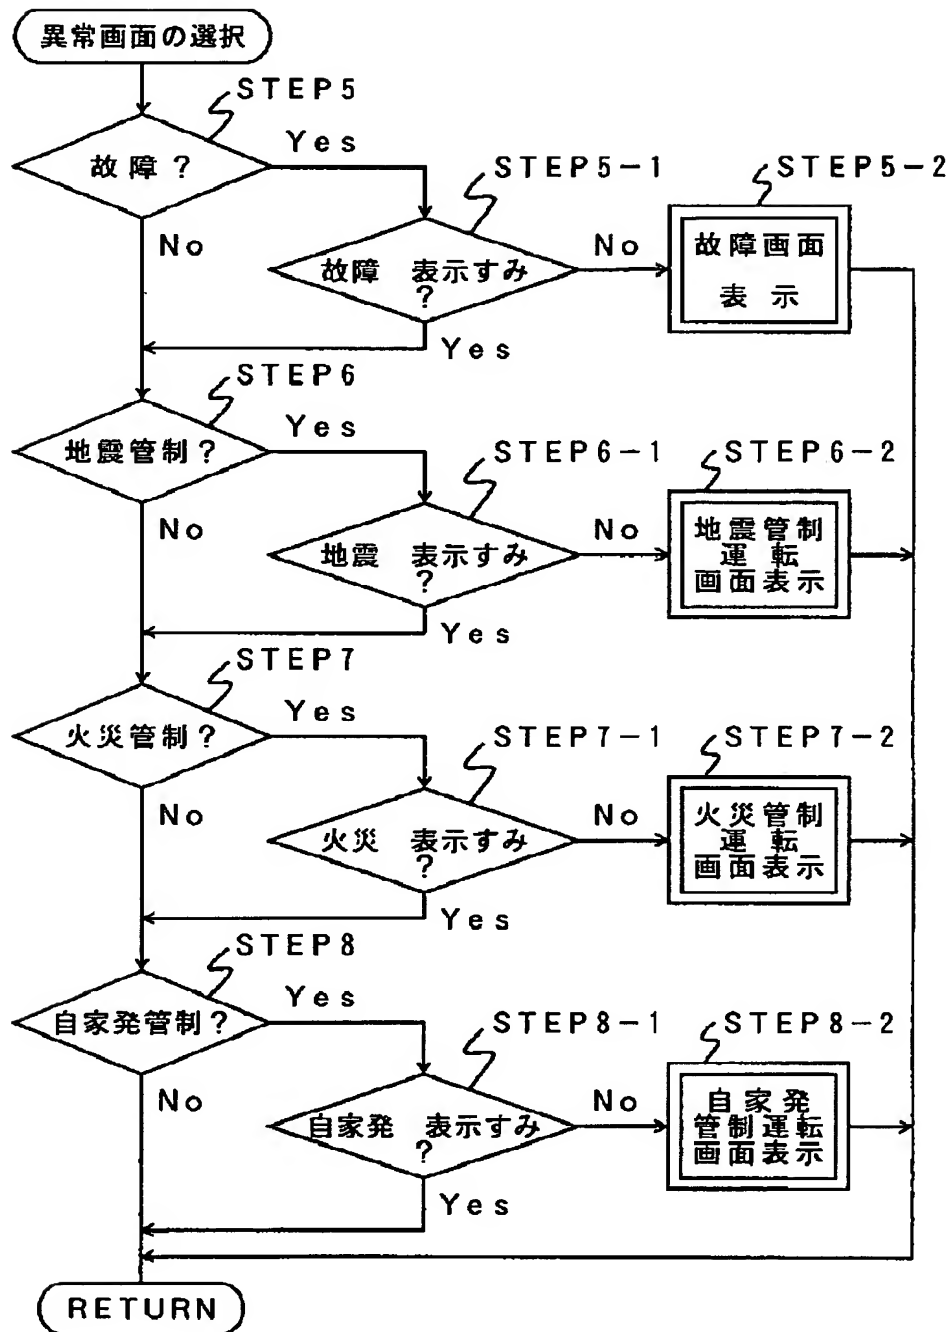 異常画面の選択
STEP5
故障？
Yes
No
STEP5-1
故障　表示すみ
？
No
Yes
STEP5-2
故障画面
表示
STEP6
地震管制？
Yes
No
STEP6-1
地震　表示すみ
？
No
Yes
STEP6-2
地震管制
運転
画面表示
STEP7
火災管制？
Yes
No
STEP7-1
火災　表示すみ
？
No
Yes
STEP7-2
火災管制
運転
画面表示
STEP8
自家発管制？
Yes
No
STEP8-1
自家発　表示すみ
？
No
Yes
STEP8-2
自家発
管制運転
画面表示
RETURN